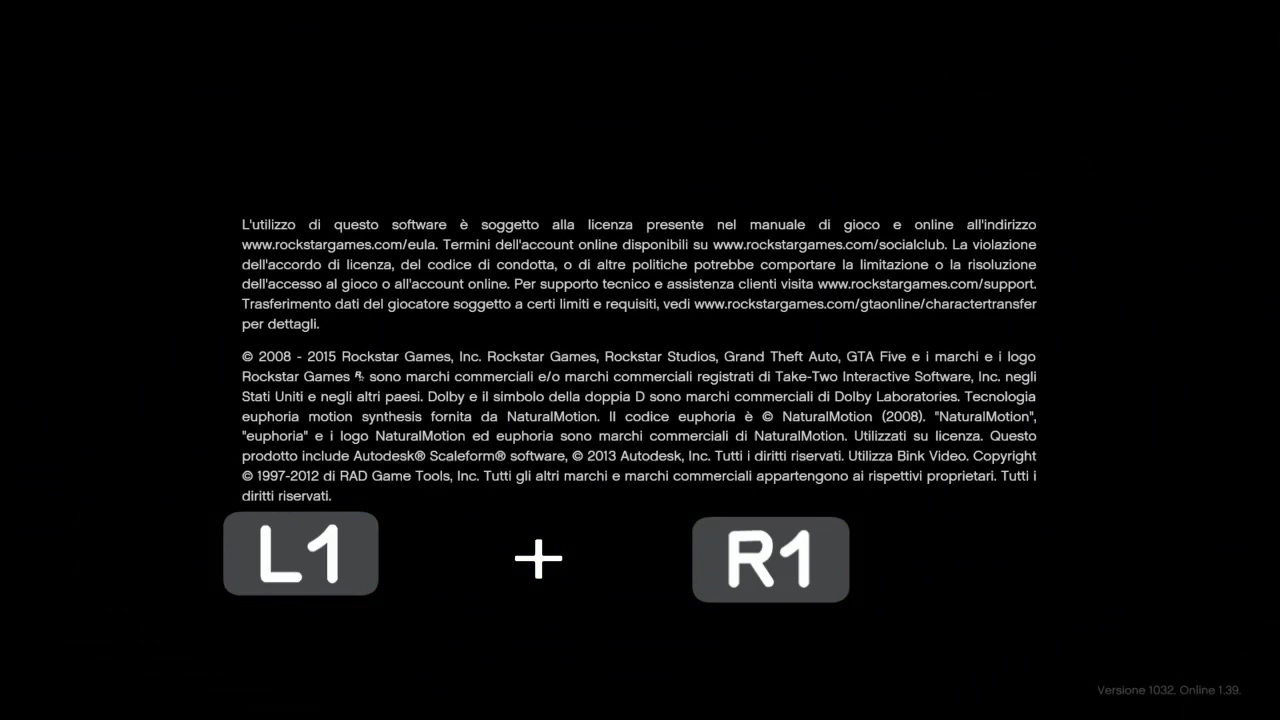 L'utilizzo di questo software è soggetto alla licenza presente nel manuale di gioco e online all'indirizzo
www.rockstargames.com/eula. Termini dell'account online disponibili su www.rockstargames.com/socialclub. La violazione
dell'accordo di licenza, del codice di condotta, o di altre politiche potrebbe comportare la limitazione o la risoluzione
dell'accesso al gioco o all'account online. Per supporto tecnico e assistenza clienti visita www.rockstargames.com/support.
Trasferimento dati del giocatore soggetto a certi limiti e requisiti, vedi www.rockstargames.com/gtaonline/charactertransfer
per dettagli.
© 2008 - 2015 Rockstar Games, Inc. Rockstar Games, Rockstar Studios, Grand Theft Auto, GTA Five e i marchi e i logo
Rockstar Games R* sono marchi commerciali e/o marchi commerciali registrati di Take-Two Interactive Software, Inc. negli
Stati Uniti e negli altri paesi. Dolby e il simbolo della doppia D sono marchi commerciali di Dolby Laboratories. Tecnologia
euphoria motion synthesis fornita da NaturalMotion. Il codice euphoria è © NaturalMotion (2008). "NaturalMotion",
"euphoria" e i logo NaturalMotion ed euphoria sono marchi commerciali di NaturalMotion. Utilizzati su licenza. Questo
prodotto include Autodesk® Scaleform® software, © 2013 Autodesk, Inc. Tutti i diritti riservati. Utilizza Bink Video. Copyright
© 1997-2012 di RAD Game Tools, Inc. Tutti gli altri marchi e marchi commerciali appartengono ai rispettivi proprietari. Tutti i
diritti riservati.
L1 + R1
Versione 1032. Online 1.39.